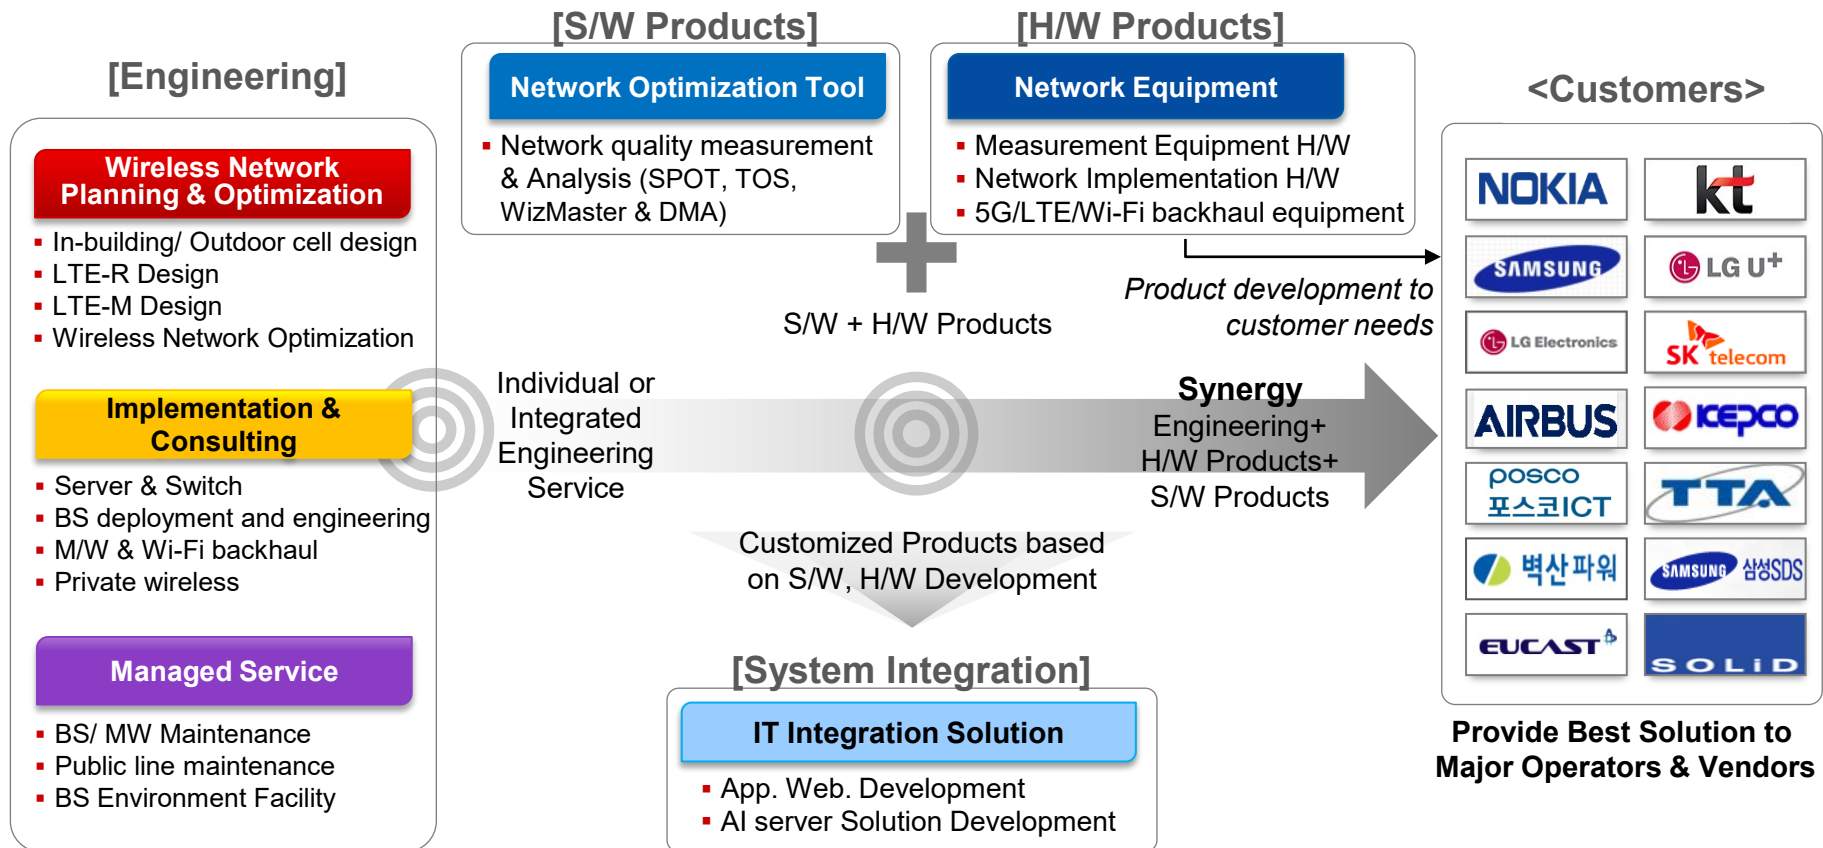 [Engineering]
Wireless Network
Planning & Optimization
▪ In-building/ Outdoor cell design
▪ LTE-R Design
▪ LTE-M Design
▪ Wireless Network Optimization
Implementation &
Consulting
▪ Server & Switch
▪ BS deployment and engineering
▪ M/W & Wi-Fi backhaul
▪ Private wireless
Managed Service
▪ BS/ MW Maintenance
▪ Public line maintenance
▪ BS Environment Facility
[S/W Products]
Network Optimization Tool
▪ Network quality measurement
& Analysis (SPOT, TOS,
WizMaster & DMA)
[H/W Products]
Network Equipment
▪ Measurement Equipment H/W
▪ Network Implementation H/W
▪ 5G/LTE/Wi-Fi backhaul equipment
S/W + H/W Products
Product development to
customer needs
Individual or
Integrated
Engineering
Service
Synergy
Engineering+
H/W Products+
S/W Products
Customized Products based
on S/W, H/W Development
[System Integration]
IT Integration Solution
▪ App. Web. Development
▪ AI server Solution Development
<Customers>
NOKIA
kt
SAMSUNG
LG U+
LG Electronics
SK telecom
AIRBUS
KEPCO
posco
포스코ICT
TTA
벽산파워
SAMSUNG 삼성SDS
EUCAST
SOLiD
Provide Best Solution to
Major Operators & Vendors